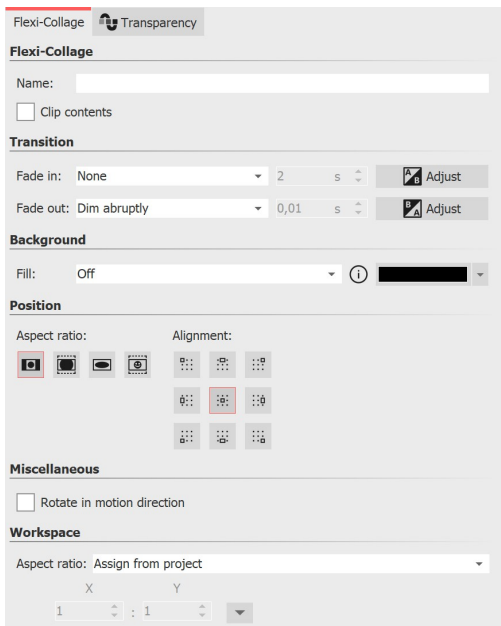 Flexi-Collage Transparency
Flexi-Collage
Name:
Clip contents
Transition
Fade in: None 2 s A B Adjust
Fade out: Dim abruptly 0,01 s B A Adjust
Background
Fill: Off i
Position
Aspect ratio: Alignment:
Miscellaneous
Rotate in motion direction
Workspace
Aspect ratio: Assign from project
X Y
1 : 1